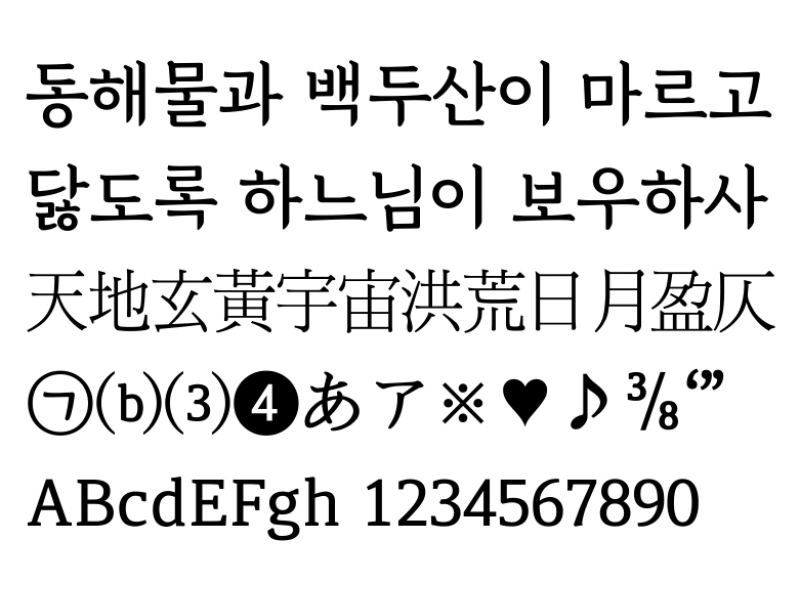 동해물과 백두산이 마르고
닳도록 하느님이 보우하사
天地玄黃宇宙洪荒日月盈仄
㉠⒝⑶❹あア※♥♪⅜‘”
ABcdEFgh 1234567890